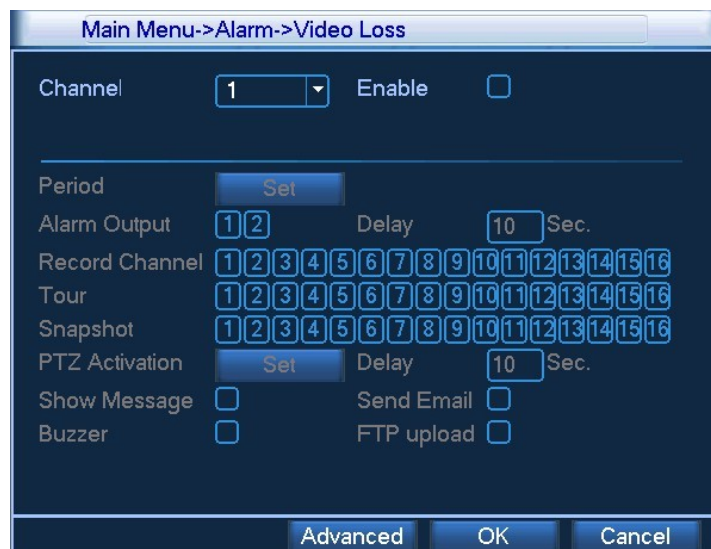 Main Menu->Alarm->Video Loss
Channel 1 Enable
Period Set
Alarm Output 1 2 Delay 10 Sec.
Record Channel 1 2 3 4 5 6 7 8 9 10 11 12 13 14 15 16
Tour 1 2 3 4 5 6 7 8 9 10 11 12 13 14 15 16
Snapshot 1 2 3 4 5 6 7 8 9 10 11 12 13 14 15 16
PTZ Activation Set Delay 10 Sec.
Show Message Send Email
Buzzer FTP upload
Advanced OK Cancel